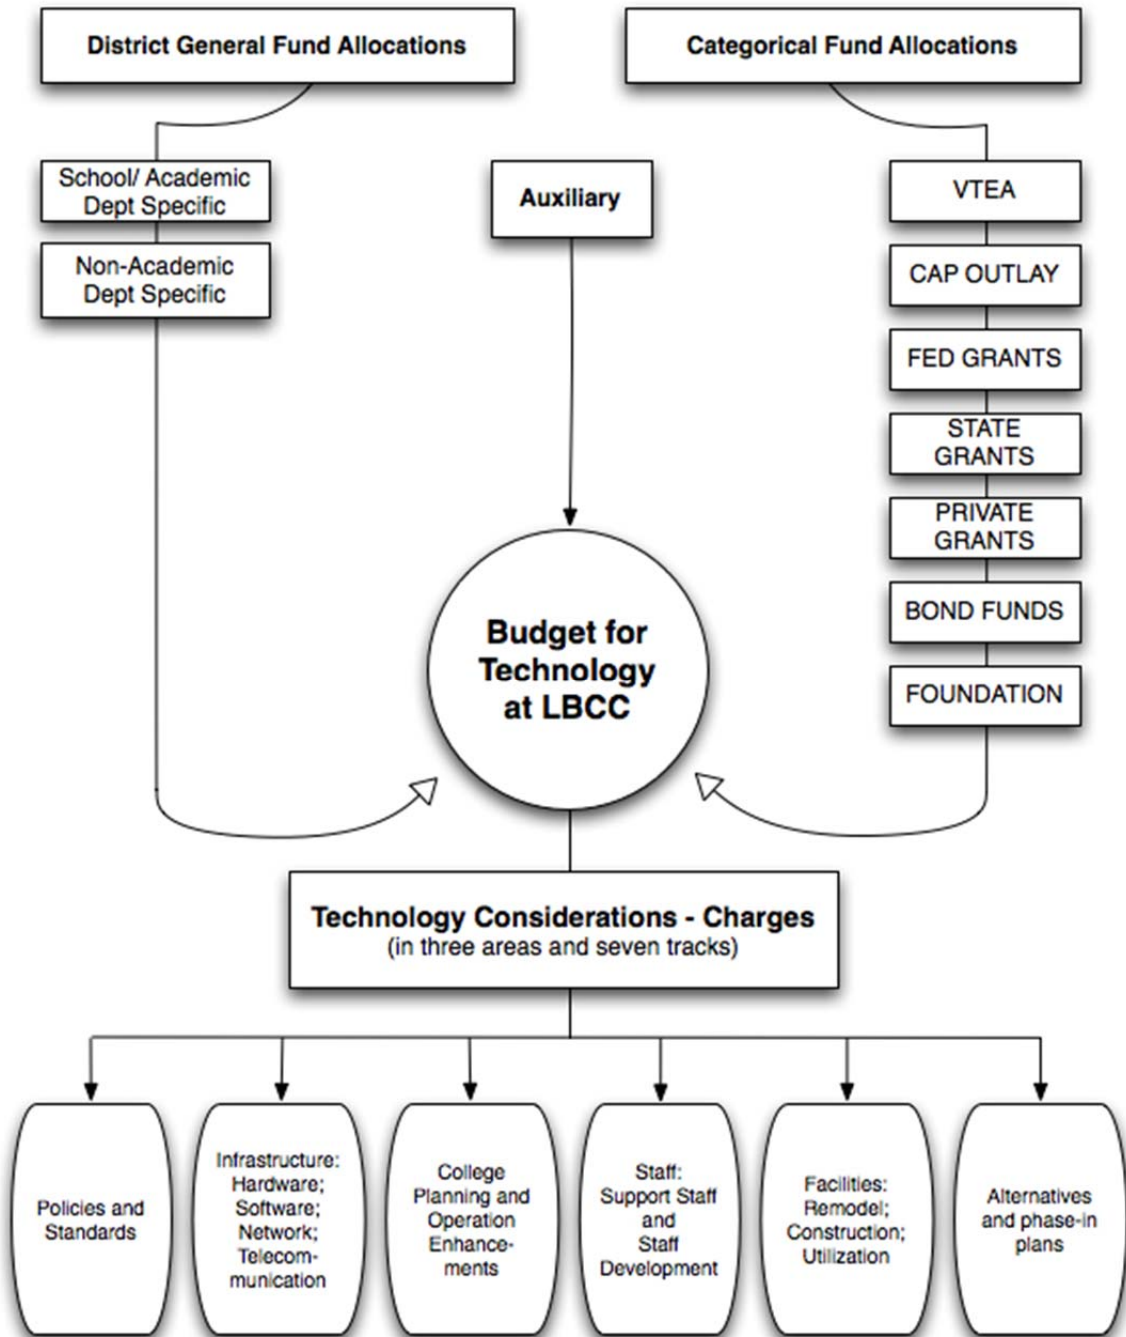 District General Fund Allocations
Categorical Fund Allocations
School/ Academic
Dept Specific
Non-Academic
Dept Specific
Auxiliary
VTEA
CAP OUTLAY
FED GRANTS
STATE
GRANTS
PRIVATE
GRANTS
BOND FUNDS
FOUNDATION
Budget for
Technology
at LBCC
Technology Considerations - Charges
(in three areas and seven tracks)
Policies and
Standards
Infrastructure:
Hardware;
Software;
Network;
Telecom-
munication
College
Planning and
Operation
Enhance-
ments
Staff:
Support Staff
and
Staff
Development
Facilities:
Remodel;
Construction;
Utilization
Alternatives
and phase-in
plans